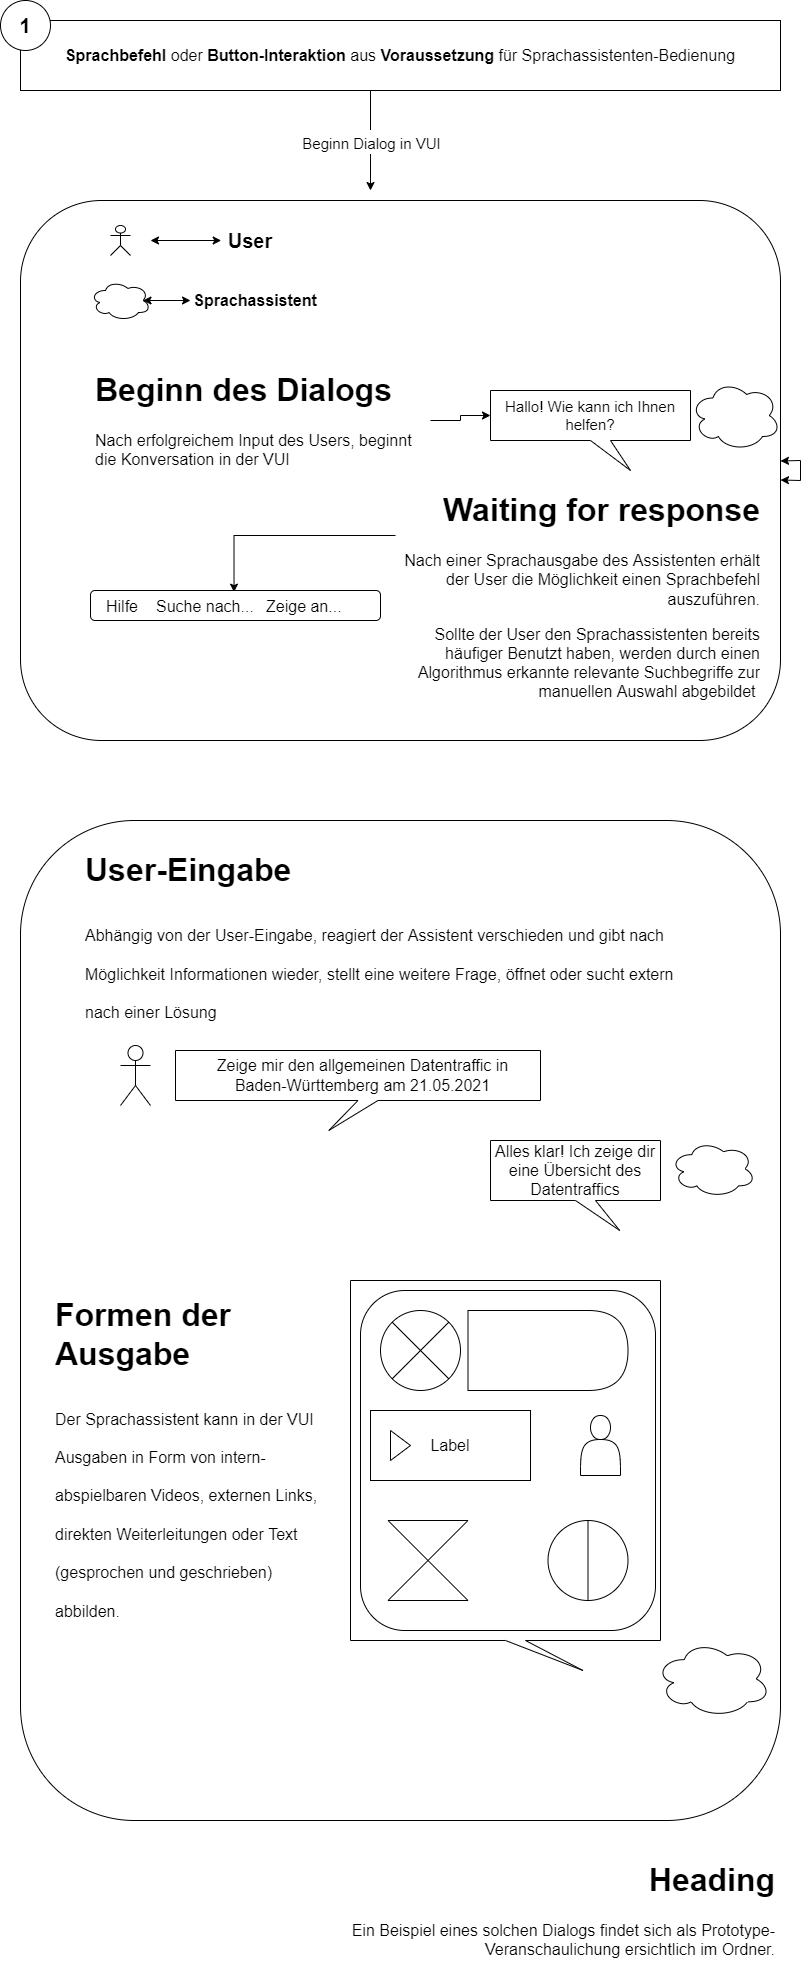 1
Sprachbefehl oder Button-Interaktion aus Voraussetzung für Sprachassistenten-Bedienung
Beginn Dialog in VUI
User
Sprachassistent
Beginn des Dialogs
Nach erfolgreichem Input des Users, beginnt
die Konversation in der VUI
Hallo! Wie kann ich Ihnen
helfen?
Waiting for response
Nach einer Sprachausgabe des Assistenten erhält
der User die Möglichkeit einen Sprachbefehl
auszuführen.
Hilfe Suche nach... Zeige an...
Sollte der User den Sprachassistenten bereits
häufiger Benutzt haben, werden durch einen
Algorithmus erkannte relevante Suchbegriffe zur
manuellen Auswahl abgebildet
User-Eingabe
Abhängig von der User-Eingabe, reagiert der Assistent verschieden und gibt nach
Möglichkeit Informationen wieder, stellt eine weitere Frage, öffnet oder sucht extern
nach einer Lösung
Zeige mir den allgemeinen Datentraffic in
Baden-Württemberg am 21.05.2021
Alles klar! Ich zeige dir
eine Übersicht des
Datentraffics
Formen der
Ausgabe
Der Sprachassistent kann in der VUI
Ausgaben in Form von intern-
abspielbaren Videos, externen Links,
direkten Weiterleitungen oder Text
(gesprochen und geschrieben)
abbilden.
Label
Heading
Ein Beispiel eines solchen Dialogs findet sich als Prototype-
Veranschaulichung ersichtlich im Ordner.